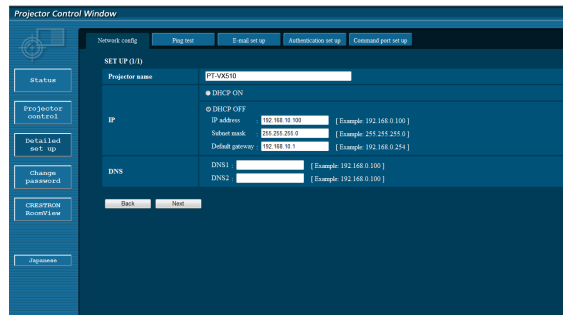 Projector Control Window
Network config Ping test E-mail set up Authentication set up Command port set up
SET UP (1/1)
Projector name PT-VX510
DHCP ON
DHCP OFF
IP
IP address : 192.168.10.100 [ Example: 192.168.0.100 ]
Subnet mask : 255.255.255.0 [ Example: 255.255.255.0 ]
Default gateway : 192.168.10.1 [ Example: 192.168.0.254 ]
DNS
DNS1 : [ Example: 192.168.0.100 ]
DNS2 : [ Example: 192.168.0.100 ]
Back Next
Status
Projector
control
Detailed
set up
Change
password
CRESTRON
RoomView
Japanese